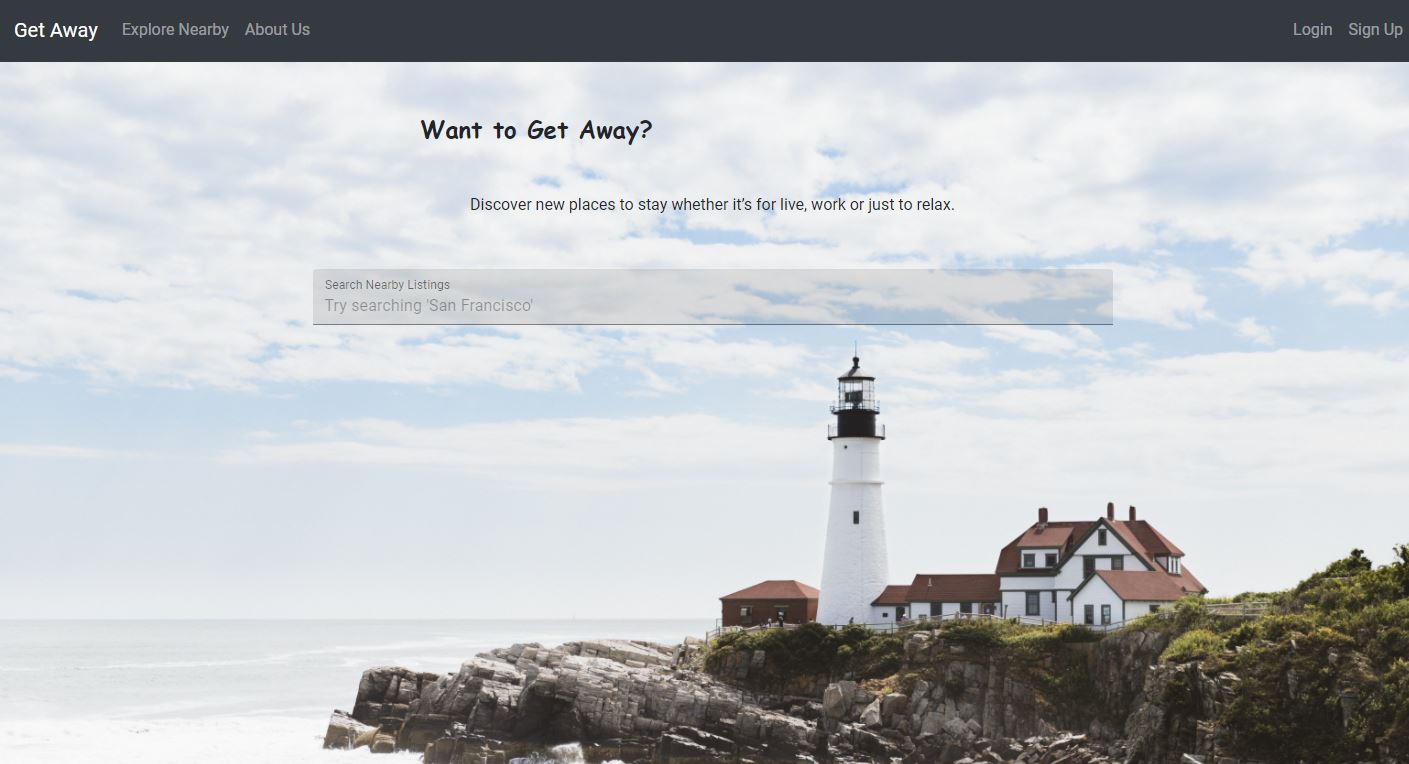 Get Away Explore Nearby About Us Login Sign Up
Want to Get Away?
Discover new places to stay whether it’s for live, work or just to relax.
Search Nearby Listings
Try searching 'San Francisco'